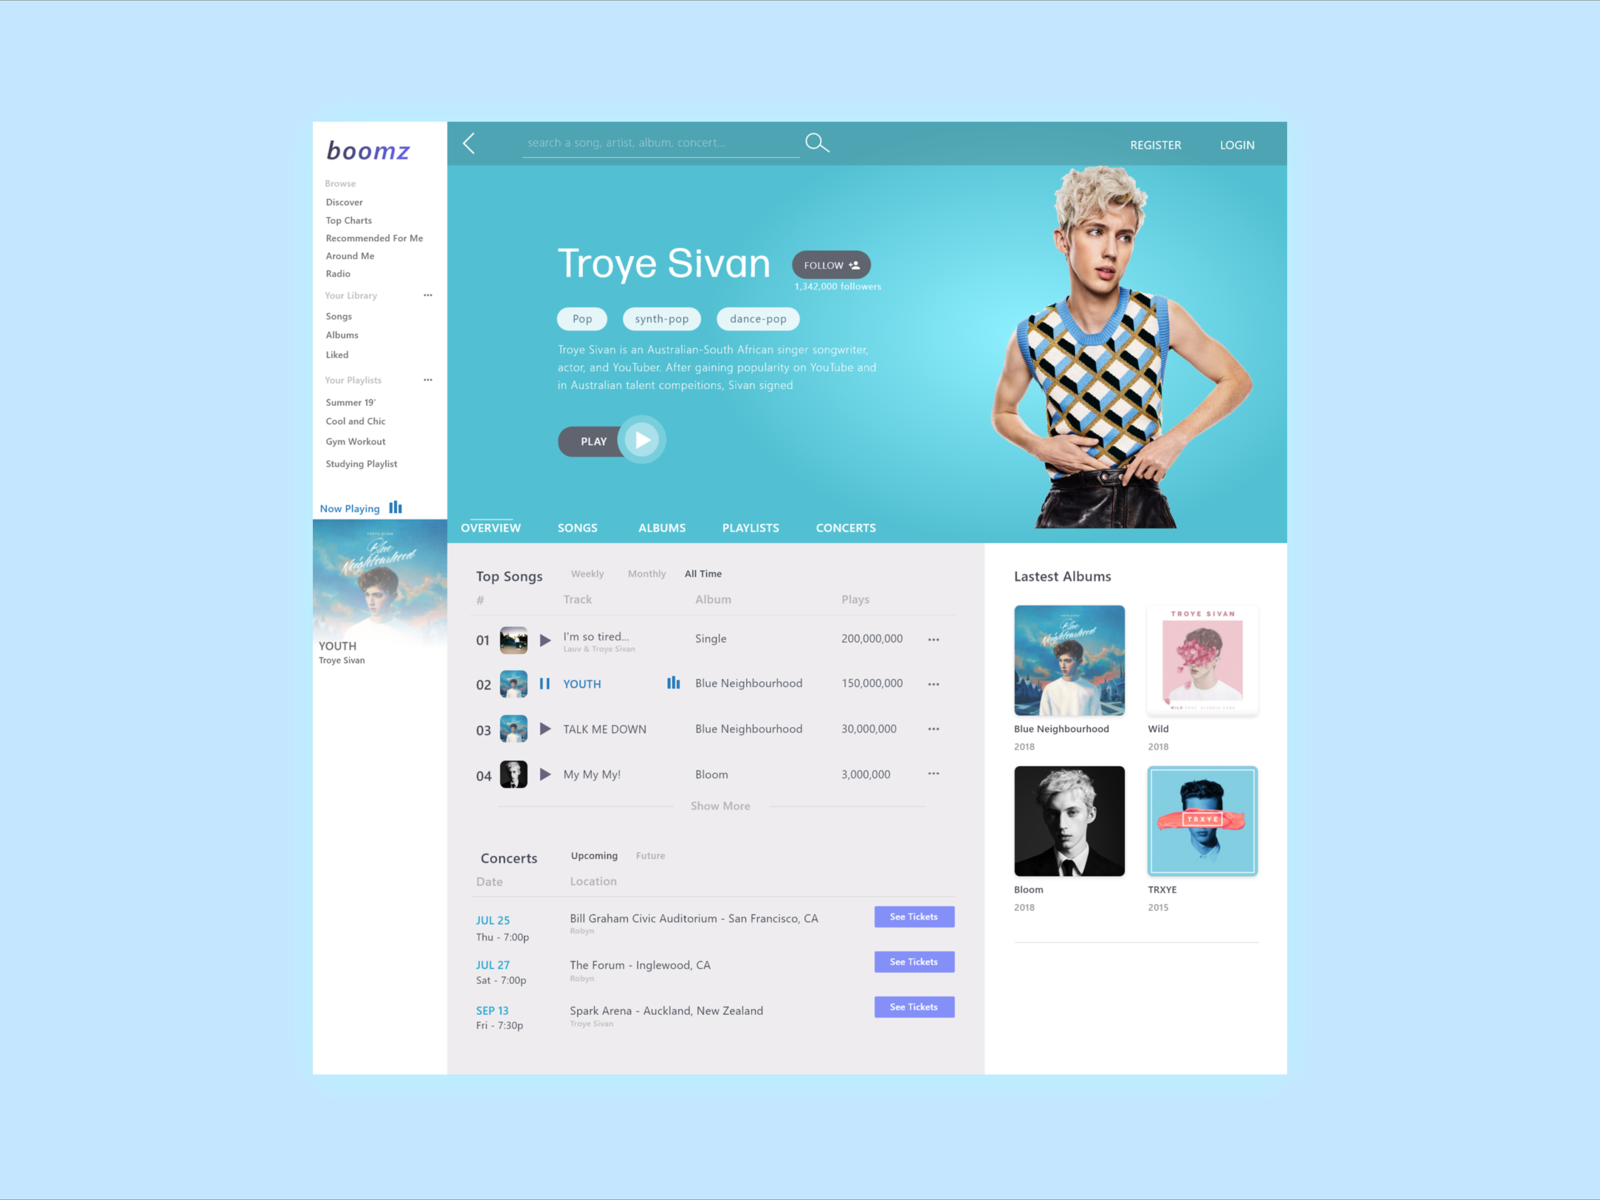 boomz
Browse
Discover
Top Charts
Recommended For Me
Around Me
Radio
Your Library
Songs
Albums
Liked
Your Playlists
Summer 19'
Cool and Chic
Gym Workout
Studying Playlist
Now Playing
Blue
Neighbourhood
YOUTH
Troye Sivan
search a song, artist, album, concert...
REGISTER
LOGIN
Troye Sivan
FOLLOW
1,342,000 followers
Pop
synth-pop
dance-pop
Troye Sivan is an Australian-South African singer songwriter,
actor, and YouTuber. After gaining popularity on YouTube and
in Australian talent compeitions, Sivan signed
PLAY
OVERVIEW
SONGS
ALBUMS
PLAYLISTS
CONCERTS
Top Songs
Weekly
Monthly
All Time
# Track Album Plays
01 I'm so tired... Single 200,000,000
Lauv & Troye Sivan
02 YOUTH Blue Neighbourhood 150,000,000
03 TALK ME DOWN Blue Neighbourhood 30,000,000
04 My My My! Bloom 3,000,000
Show More
Concerts
Upcoming
Future
Date Location
JUL 25
Thu - 7:00p
Bill Graham Civic Auditorium - San Francisco, CA
Robyn
See Tickets
JUL 27
Sat - 7:00p
The Forum - Inglewood, CA
Robyn
See Tickets
SEP 13
Fri - 7:30p
Spark Arena - Auckland, New Zealand
Troye Sivan
See Tickets
Lastest Albums
Blue
Neighbourhood
Blue Neighbourhood
2018
TROYE SIVAN
WILD
Wild
2018
Bloom
2018
TRXYE
TRXYE
2015